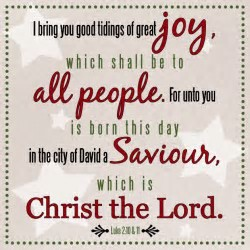 I bring you good tidings of great joy,
which shall be to
all people. For unto you
is born this day
in the city of David a Saviour,
which is
Christ the Lord.
Luke 2:10 & 11